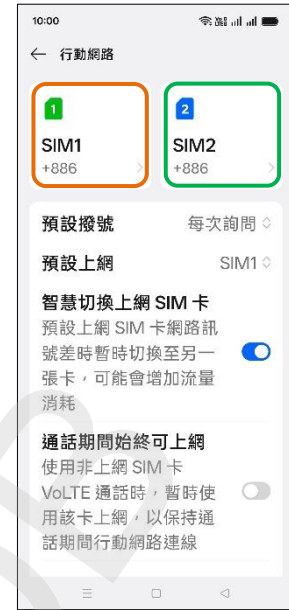 10:00
行動網路
1
SIM1
+886
2
SIM2
+886
預設撥號 每次詢問
預設上網 SIM1
智慧切換上網 SIM 卡
預設上網 SIM 卡網路訊
號差時暫時切換至另一
張卡，可能會增加流量
消耗
通話期間始終可上網
使用非上網 SIM 卡
VoLTE 通話時，暫時使
用該卡上網，以保持通
話期間行動網路連線